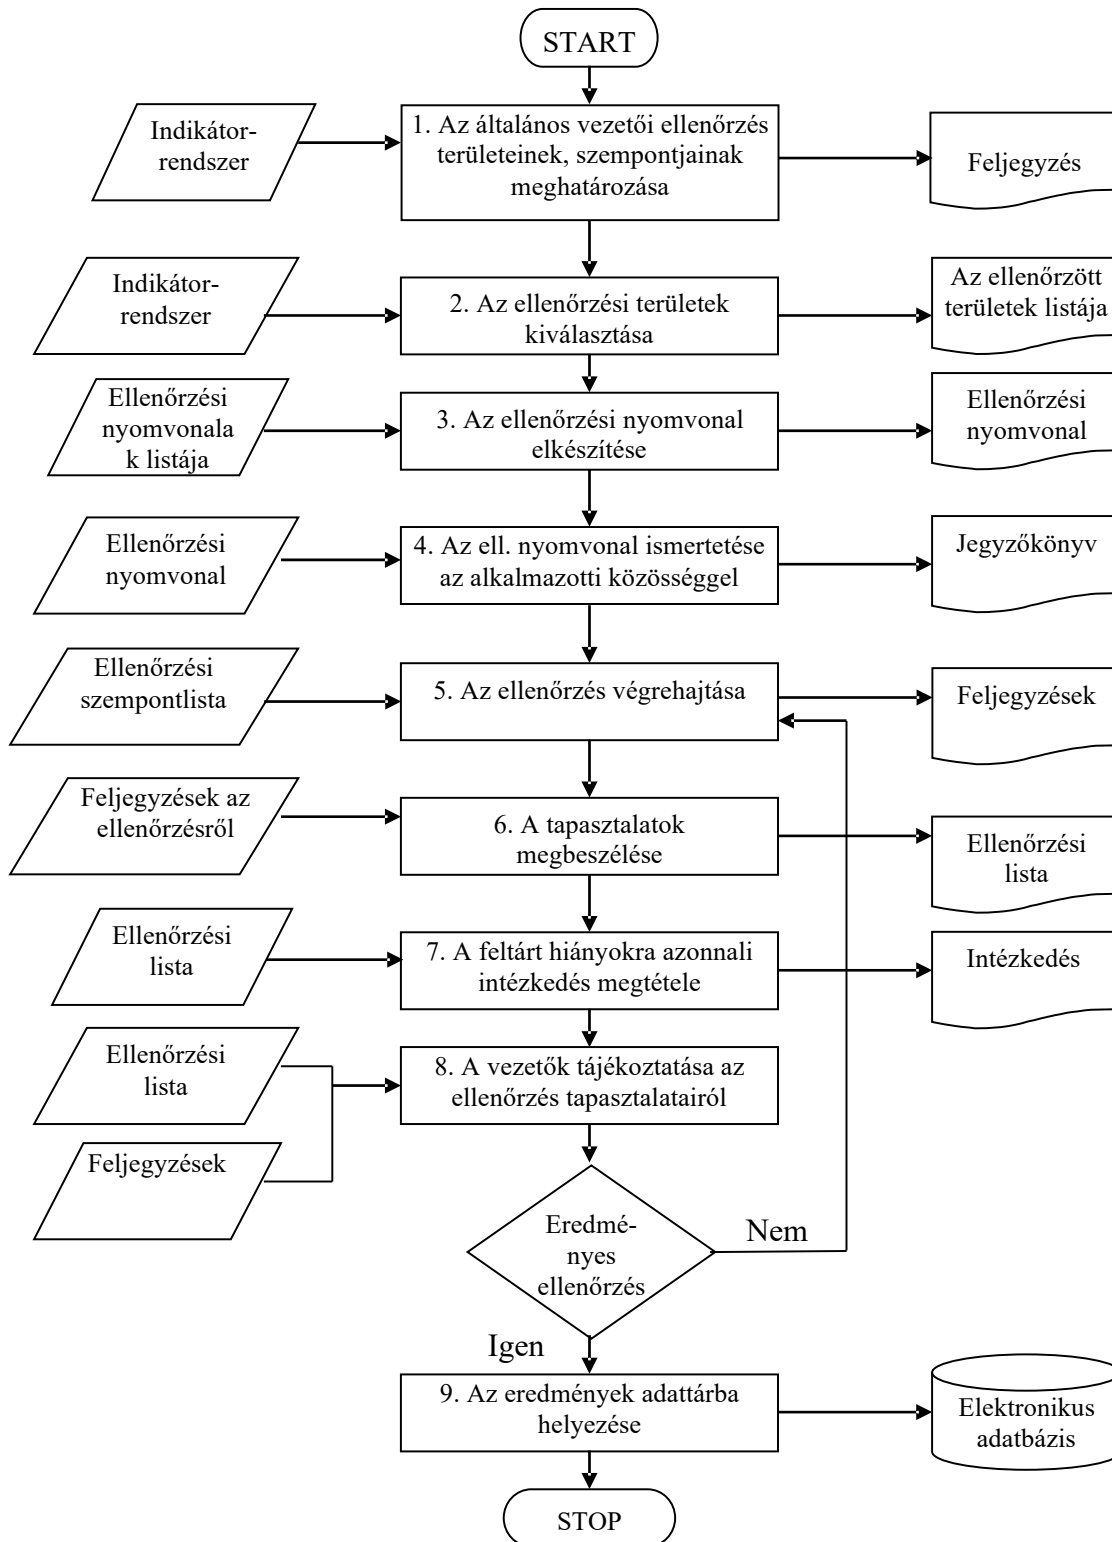 START
Indikátor-
rendszer
1. Az általános vezetői ellenőrzés
területeinek, szempontjainak
meghatározása
Feljegyzés
Indikátor-
rendszer
2. Az ellenőrzési területek
kiválasztása
Az ellenőrzött
területek listája
Ellenőrzési
nyomvonala
k listája
3. Az ellenőrzési nyomvonal
elkészítése
Ellenőrzési
nyomvonal
Ellenőrzési
nyomvonal
4. Az ell. nyomvonal ismertetése
az alkalmazotti közösséggel
Jegyzőkönyv
Ellenőrzési
szempontlista
5. Az ellenőrzés végrehajtása
Feljegyzések
Feljegyzések az
ellenőrzésről
6. A tapasztalatok
megbeszélése
Ellenőrzési
lista
Ellenőrzési
lista
7. A feltárt hiányokra azonnali
intézkedés megtétele
Intézkedés
Ellenőrzési
lista
8. A vezetők tájékoztatása az
ellenőrzés tapasztalatairól
Feljegyzések
Eredmé-
nyes
ellenőrzés
Nem
Igen
9. Az eredmények adattárba
helyezése
Elektronikus
adatbázis
STOP